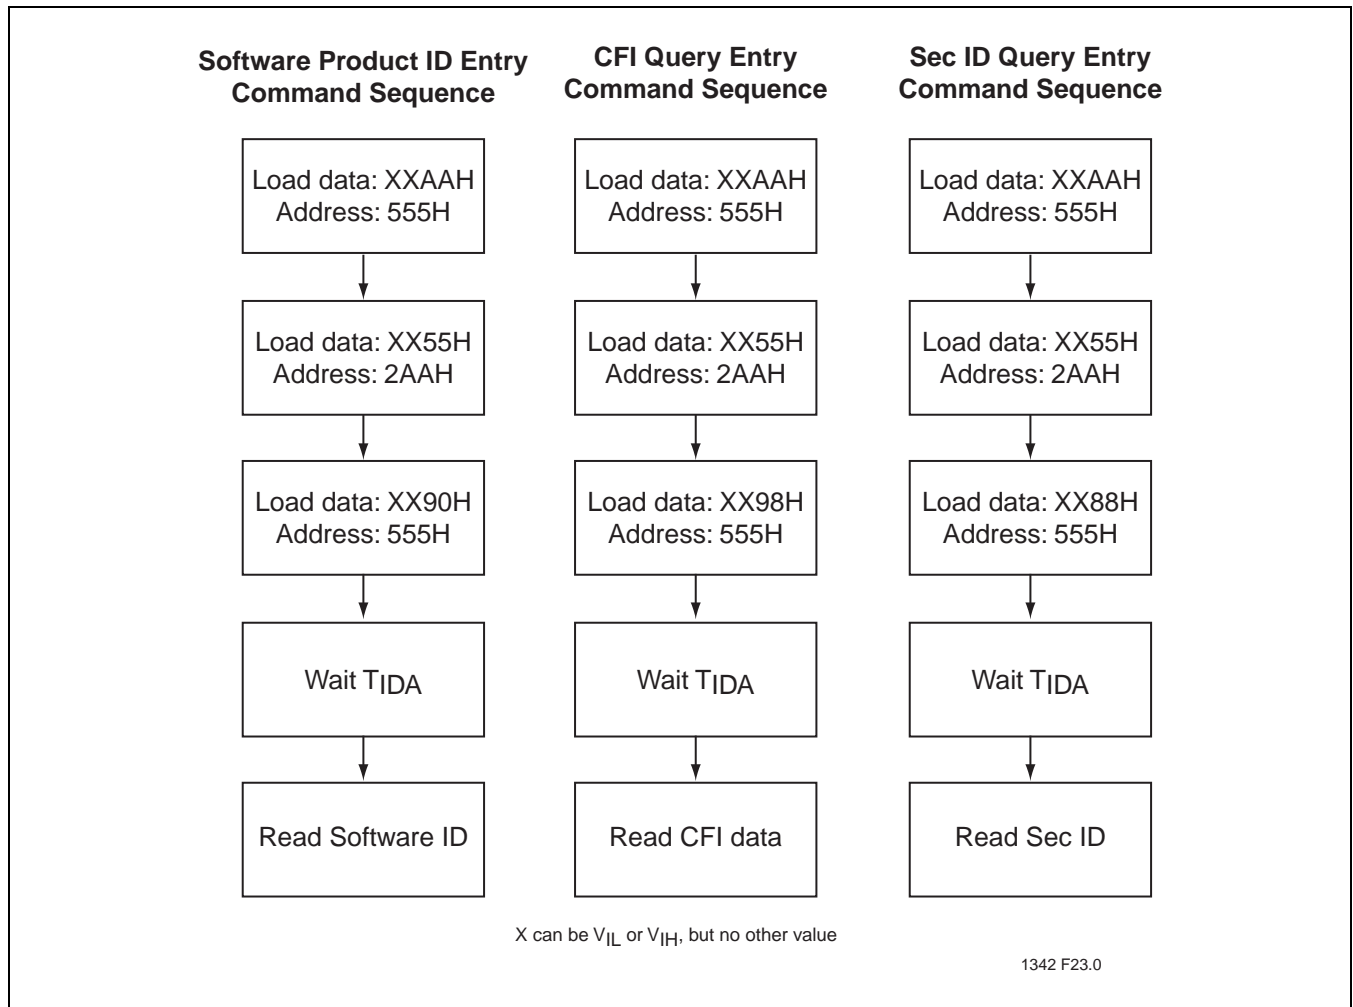 Software Product ID Entry
Command Sequence
Load data: XXAAH
Address: 555H
Load data: XX55H
Address: 2AAH
Load data: XX90H
Address: 555H
Wait TIDA
Read Software ID
CFI Query Entry
Command Sequence
Load data: XXAAH
Address: 555H
Load data: XX55H
Address: 2AAH
Load data: XX98H
Address: 555H
Wait TIDA
Read CFI data
Sec ID Query Entry
Command Sequence
Load data: XXAAH
Address: 555H
Load data: XX55H
Address: 2AAH
Load data: XX88H
Address: 555H
Wait TIDA
Read Sec ID
X can be VIL or VIH, but no other value
1342 F23.0